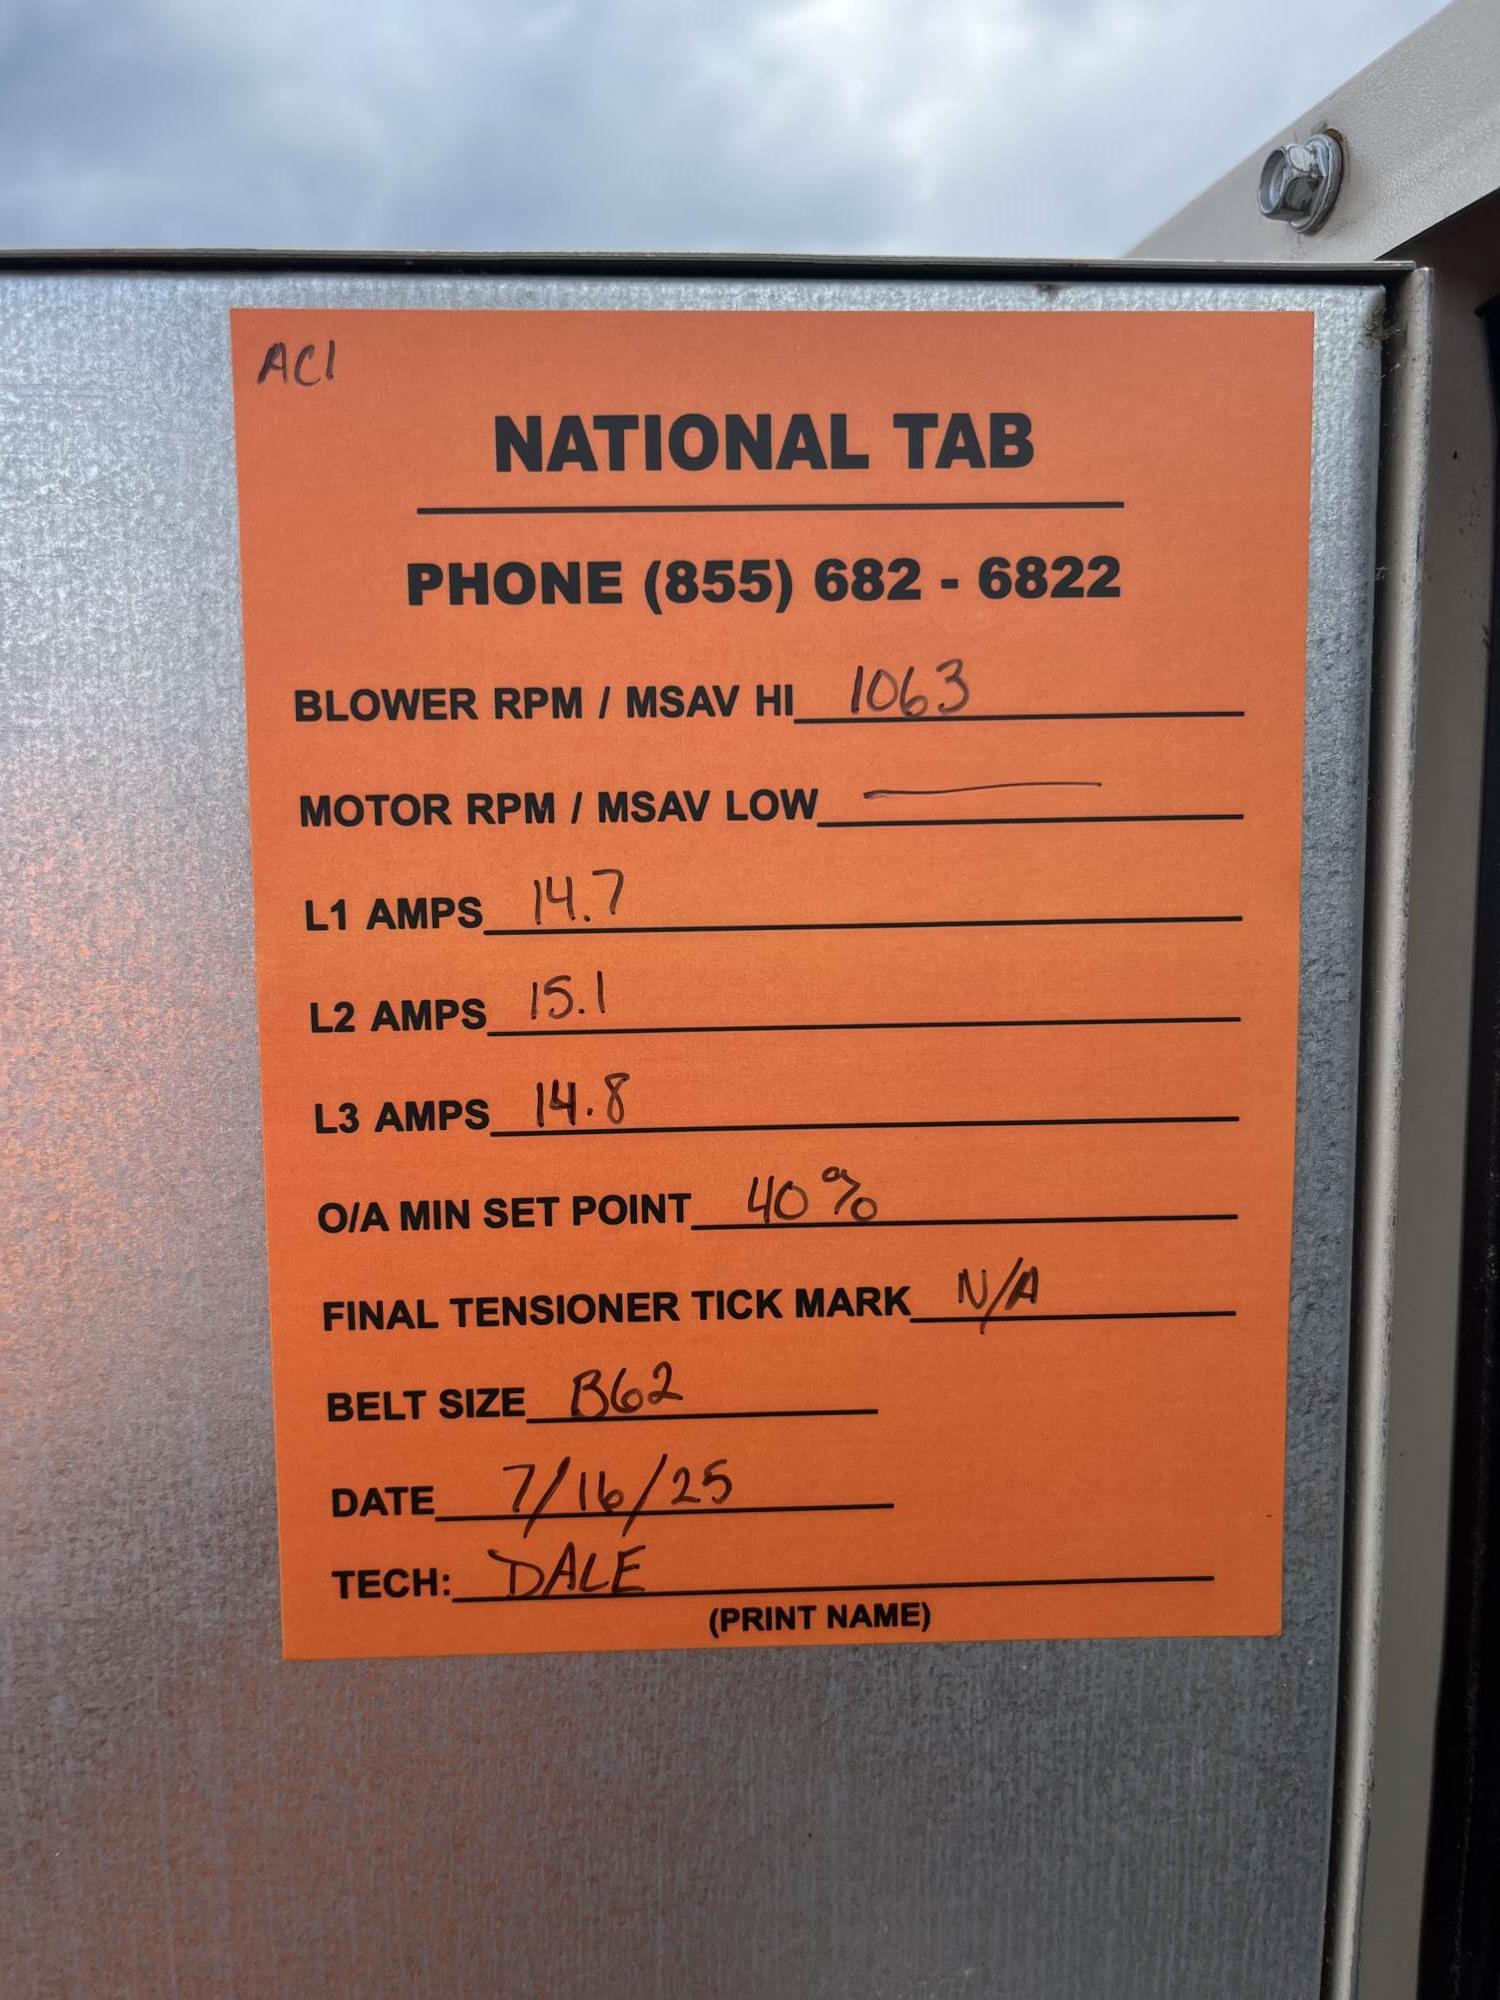 AC1
NATIONAL TAB
PHONE (855) 682 - 6822
BLOWER RPM / MSAV HI 1063
MOTOR RPM / MSAV LOW —
L1 AMPS 14.7
L2 AMPS 15.1
L3 AMPS 14.8
O/A MIN SET POINT 40%
FINAL TENSIONER TICK MARK N/A
BELT SIZE B62
DATE 7/16/25
TECH: DALE
(PRINT NAME)